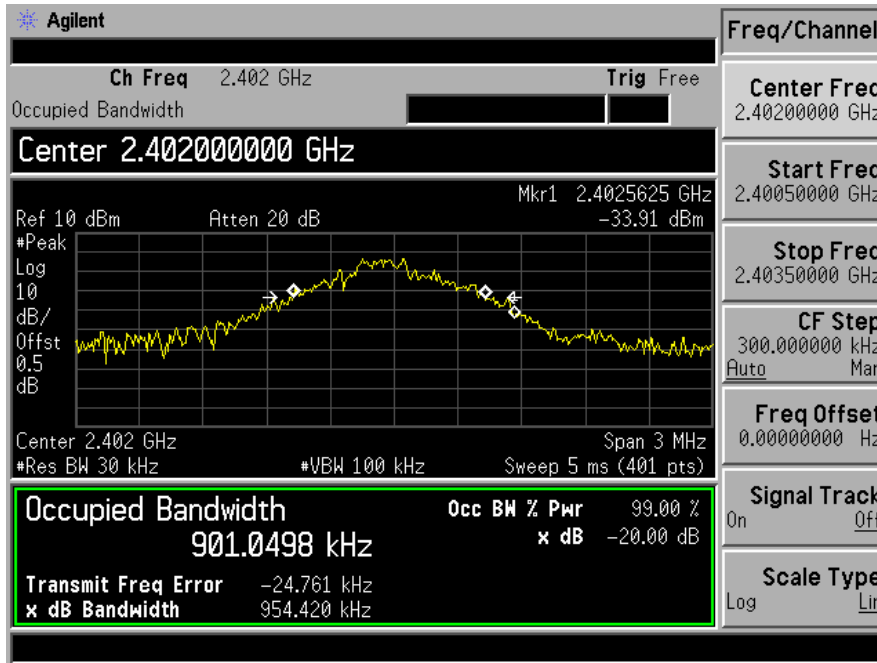 Agilent
Freq/Channel
Ch Freq 2.402 GHz Trig Free
Occupied Bandwidth
Center 2.402000000 GHz
Mkr1 2.4025625 GHz
Ref 10 dBm Atten 20 dB -33.91 dBm
#Peak
Log
10
dB/
Offst
0.5
dB
Center 2.402 GHz Span 3 MHz
#Res BW 30 kHz #VBW 100 kHz Sweep 5 ms (401 pts)
Occupied Bandwidth Occ BW % Pwr 99.00 %
901.0498 kHz x dB -20.00 dB
Transmit Freq Error -24.761 kHz
x dB Bandwidth 954.420 kHz
Center Freq
2.40200000 GHz
Start Freq
2.40050000 GHz
Stop Freq
2.40350000 GHz
CF Step
300.000000 kHz
Auto Man
Freq Offset
0.00000000 Hz
Signal Track
On Off
Scale Type
Log Lin